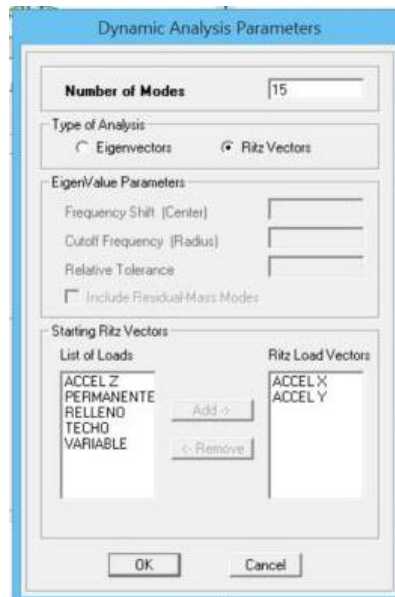 Dynamic Analysis Parameters
Number of Modes 15
Type of Analysis
Eigenvectors Ritz Vectors
EigenValue Parameters
Frequency Shift (Center)
Cutoff Frequency (Radius)
Relative Tolerance
Include Residual-Mass Modes
Starting Ritz Vectors
List of Loads Ritz Load Vectors
ACCEL Z ACCEL X
PERMANENTE ACCEL Y
RELLENO
TECHO
VARIABLE
Add ->
<- Remove
OK Cancel